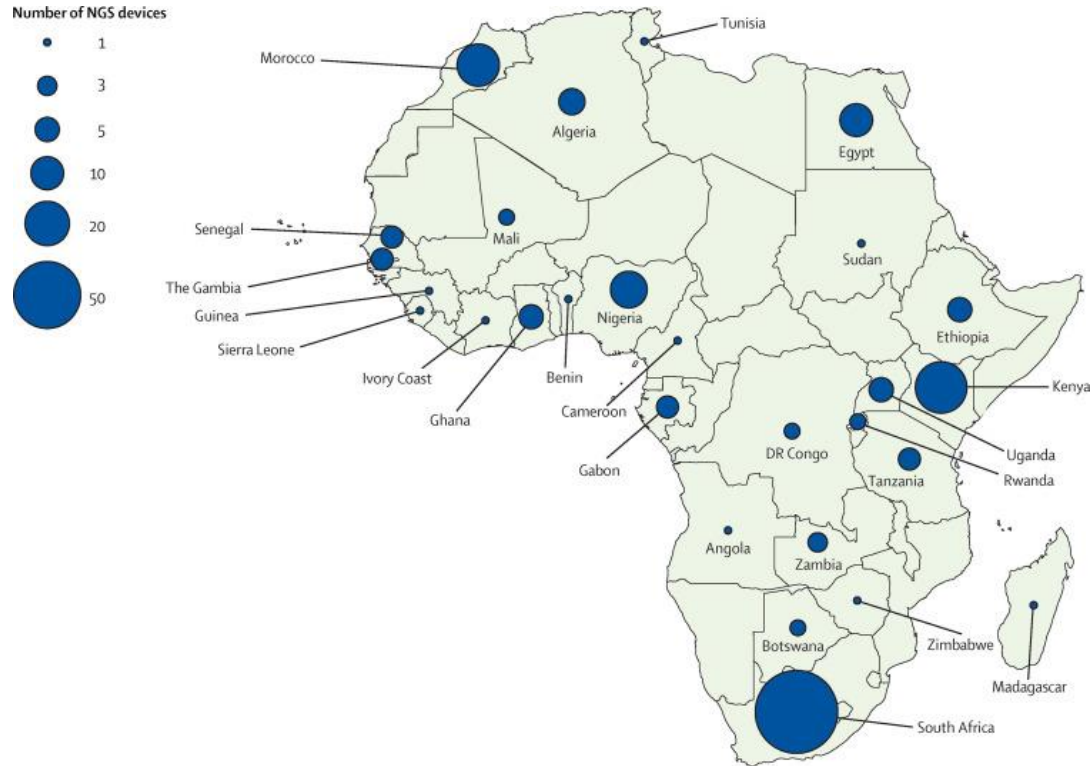 Number of NGS devices
1
3
5
10
20
50
Tunisia
Morocco
Algeria
Egypt
Senegal
Mali
Sudan
The Gambia
Guinea
Nigeria
Ethiopia
Sierra Leone
Ivory Coast
Benin
Kenya
Cameroon
Ghana
Uganda
Gabon
DR Congo
Rwanda
Tanzania
Angola
Zambia
Zimbabwe
Botswana
Madagascar
South Africa